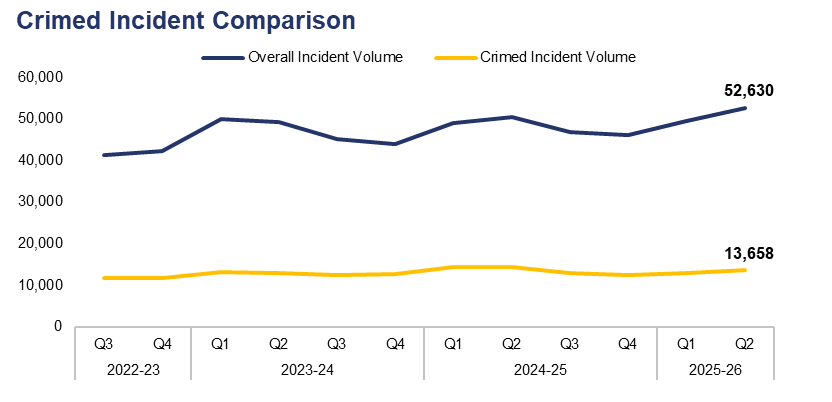 Crimed Incident Comparison
Overall Incident Volume Crimed Incident Volume
60,000
52,630
50,000
40,000
30,000
20,000
13,658
10,000
0
Q3 Q4 Q1 Q2 Q3 Q4 Q1 Q2 Q3 Q4 Q1 Q2
2022-23 2023-24 2024-25 2025-26